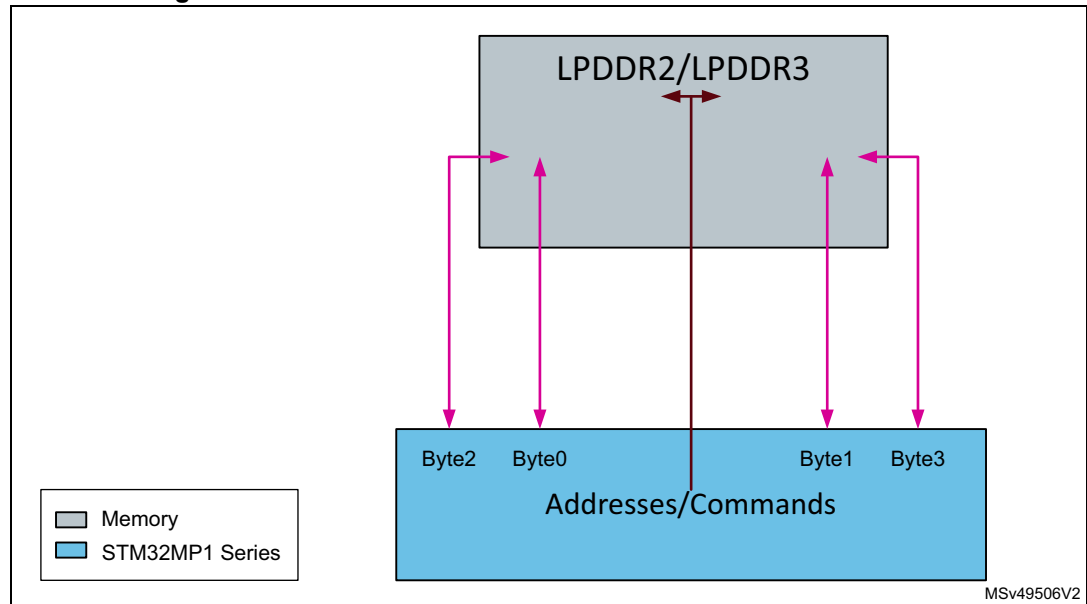 LPDDR2/LPDDR3
Byte2 Byte0 Byte1 Byte3
Addresses/Commands
Memory
STM32MP1 Series
MSv49506V2